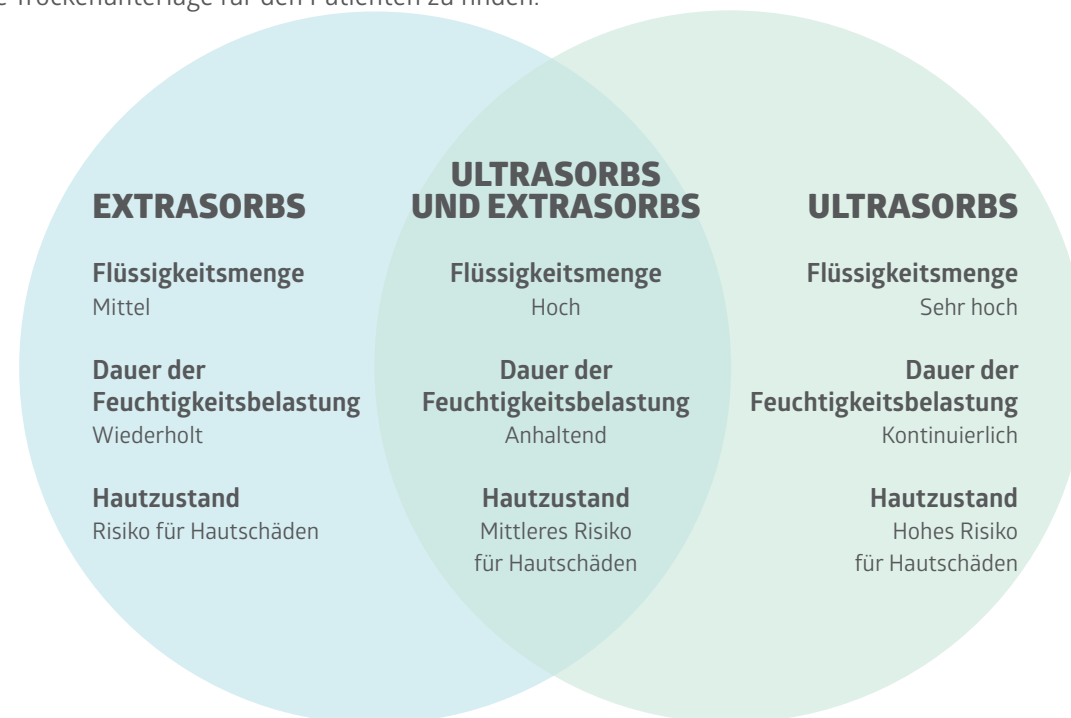 e Trockenunterlage für den Patienten zu finden.
EXTRASORBS
Flüssigkeitsmenge
Mittel
Dauer der
Feuchtigkeitsbelastung
Wiederholt
Hautzustand
Risiko für Hautschäden
ULTRASORBS
UND EXTRASORBS
Flüssigkeitsmenge
Hoch
Dauer der
Feuchtigkeitsbelastung
Anhaltend
Hautzustand
Mittleres Risiko
für Hautschäden
ULTRASORBS
Flüssigkeitsmenge
Sehr hoch
Dauer der
Feuchtigkeitsbelastung
Kontinuierlich
Hautzustand
Hohes Risiko
für Hautschäden